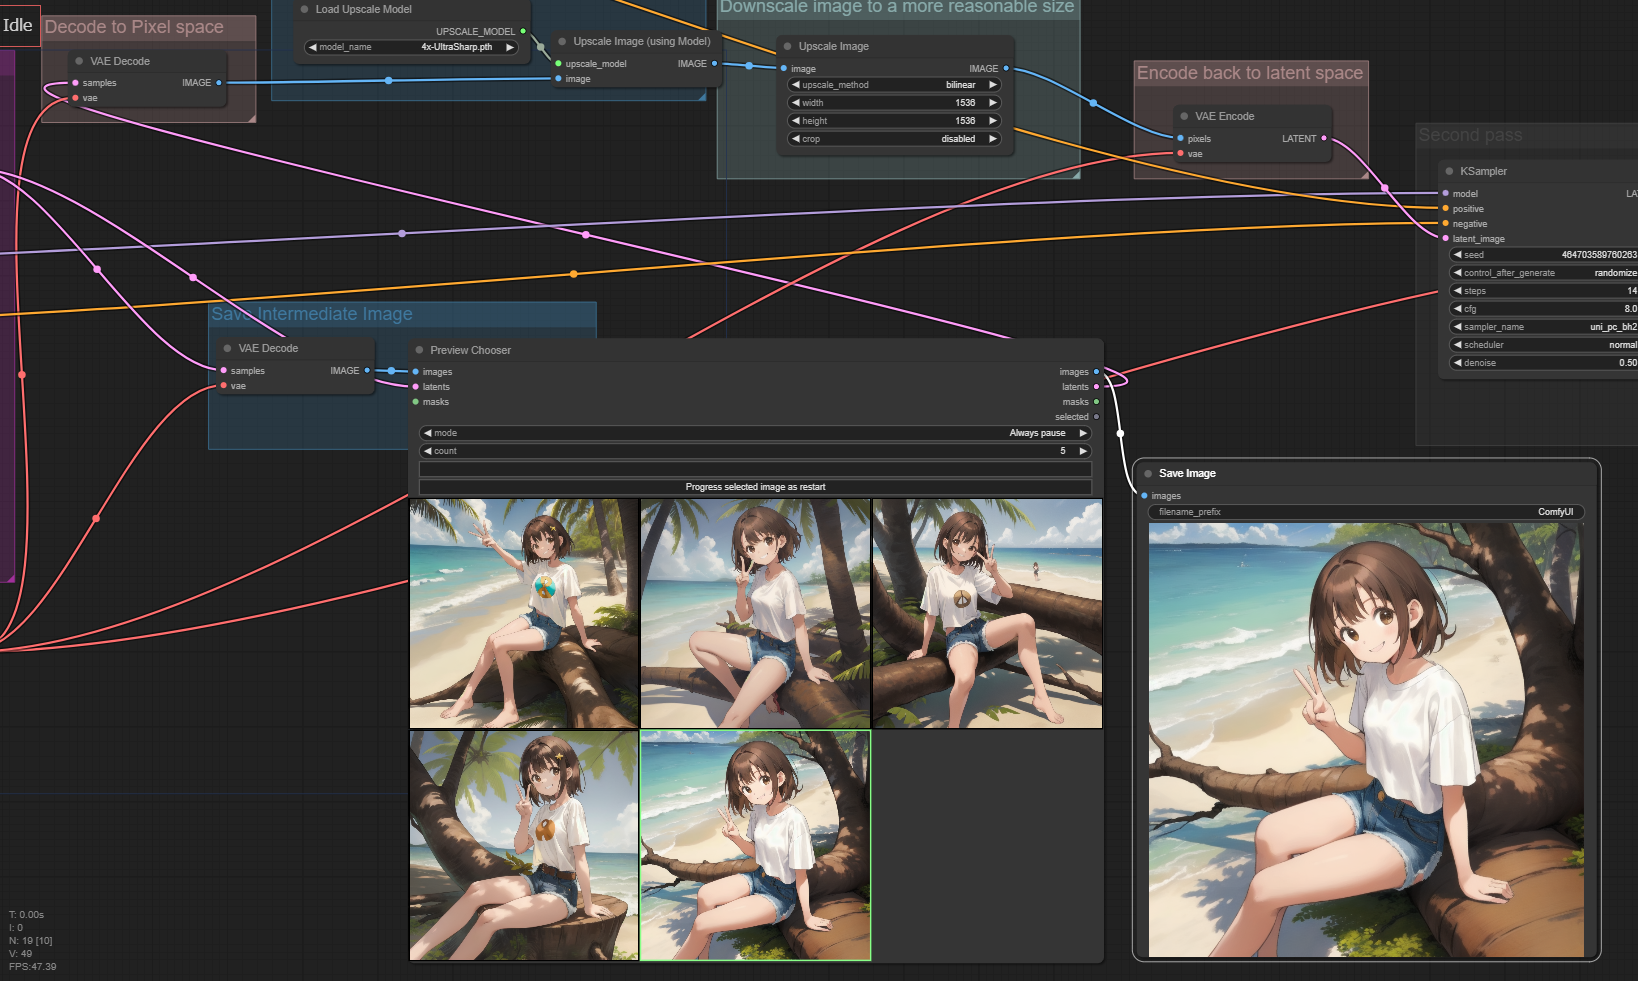 Idle
Decode to Pixel space
VAE Decode
samples
IMAGE
vae
Load Upscale Model
UPSCALE_MODEL
model_name
4x-UltraSharp.pth
Upscale Image (using Model)
upscale_model
IMAGE
image
Downscale image to a more reasonable size
Upscale Image
image
IMAGE
upscale_method
bilinear
width
1536
height
1536
crop
disabled
Encode back to latent space
VAE Encode
pixels
LATENT
vae
Second pass
KSampler
model
LA
positive
negative
latent_image
seed
464703589760263
control_after_generate
randomize
steps
14
cfg
8.0
sampler_name
uni_pc_bh2
scheduler
normal
denoise
0.50
Save Intermediate Image
VAE Decode
samples
IMAGE
vae
Preview Chooser
images
images
latents
latents
masks
masks
selected
mode
Always pause
count
5
Progress selected image as restart
Save Image
images
filename_prefix
ComfyUI
T: 0.00s
I: 0
N: 19 [10]
V: 49
FPS:47.39